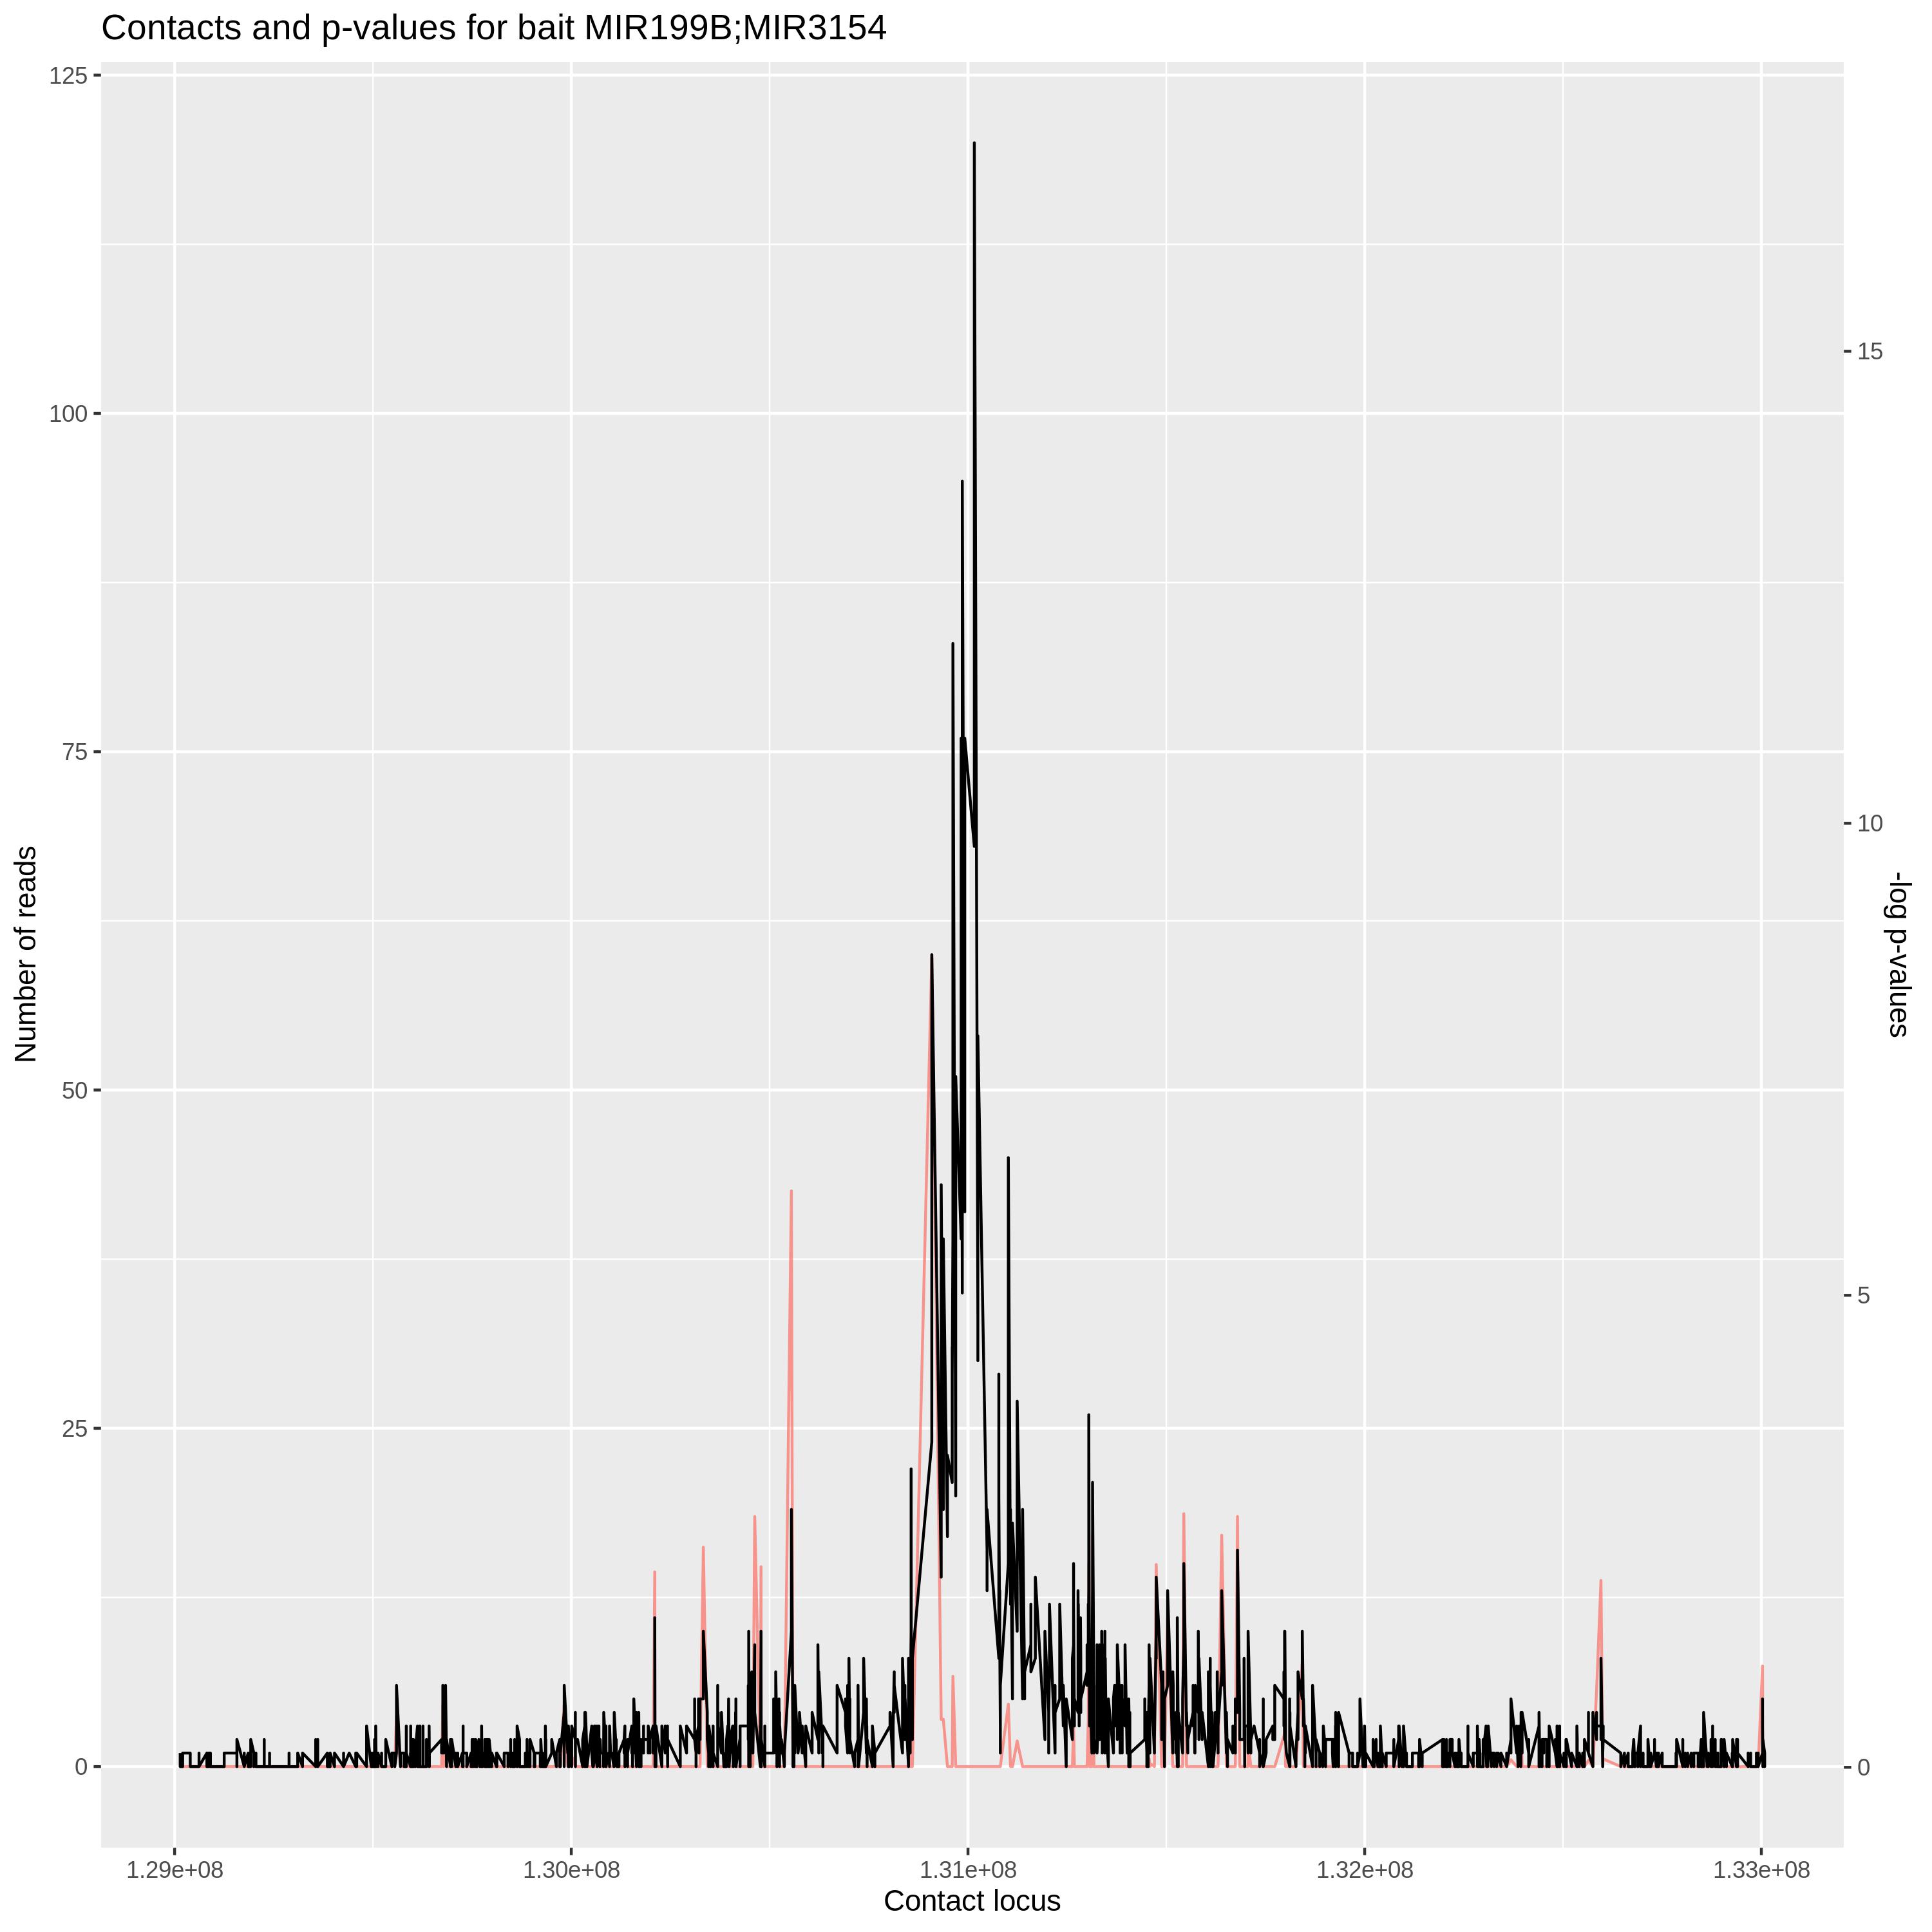 Contacts and p-values for bait MIR199B;MIR3154
125
100
75
50
25
0
Number of reads
15
10
5
0
-log p-values
1.29e+08
1.30e+08
1.31e+08
1.32e+08
1.33e+08
Contact locus